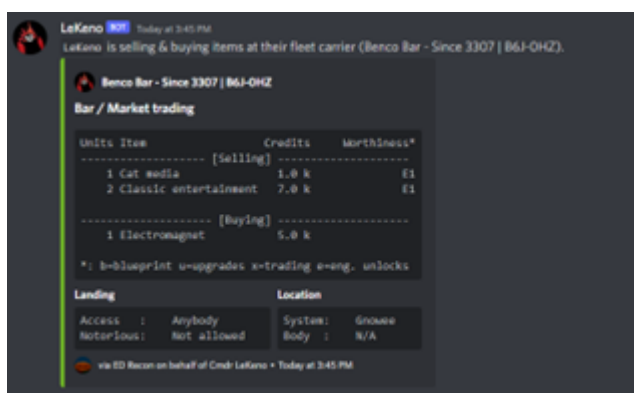 LeKeno BOT Today at 3:45 PM
LeKeno is selling & buying items at their fleet carrier (Benco Bar - Since 3307 | B6J-0HZ).
Benco Bar - Since 3307 | B6J-0HZ
Bar / Market trading
Units Item Credits Worthiness*
------------------- [Selling] --------------------
1 Cat media 1.0 k E1
2 Classic entertainment 7.0 k E1
-------------------- [Buying] --------------------
1 Electromagnet 5.0 k
*: b=blueprint u=upgrades x=trading e=eng. unlocks
Landing Location
Access : Anybody System: Gnowee
Notorious: Not allowed Body : N/A
via ED Recon on behalf of Cmdr LeKeno • Today at 3:45 PM